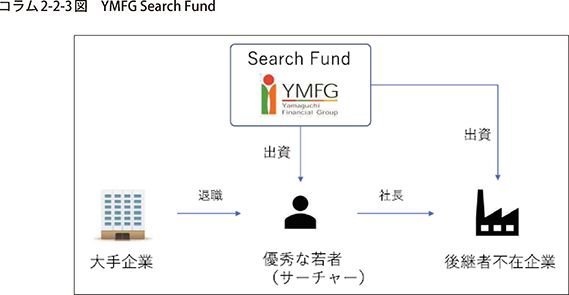 コラム2-2-3図　YMFG Search Fund
Search Fund
YMFG
Yamaguchi
Financial Group
出資
出資
退職
社長
大手企業
優秀な若者
（サーチャー）
後継者不在企業